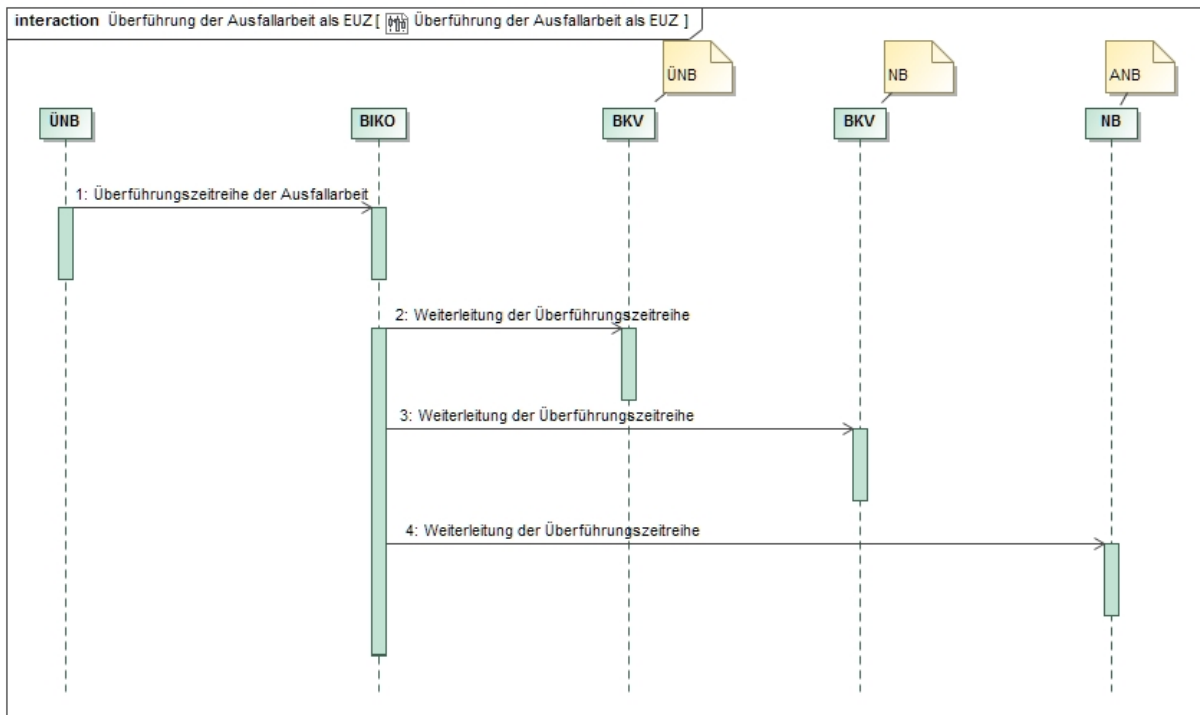 interaction Überführung der Ausfallarbeit als EUZ [ Überführung der Ausfallarbeit als EUZ ]
ÜNB
NB
ANB
ÜNB
BIKO
BKV
BKV
NB
1: Überführungszeitreihe der Ausfallarbeit
2: Weiterleitung der Überführungszeitreihe
3: Weiterleitung der Überführungszeitreihe
4: Weiterleitung der Überführungszeitreihe